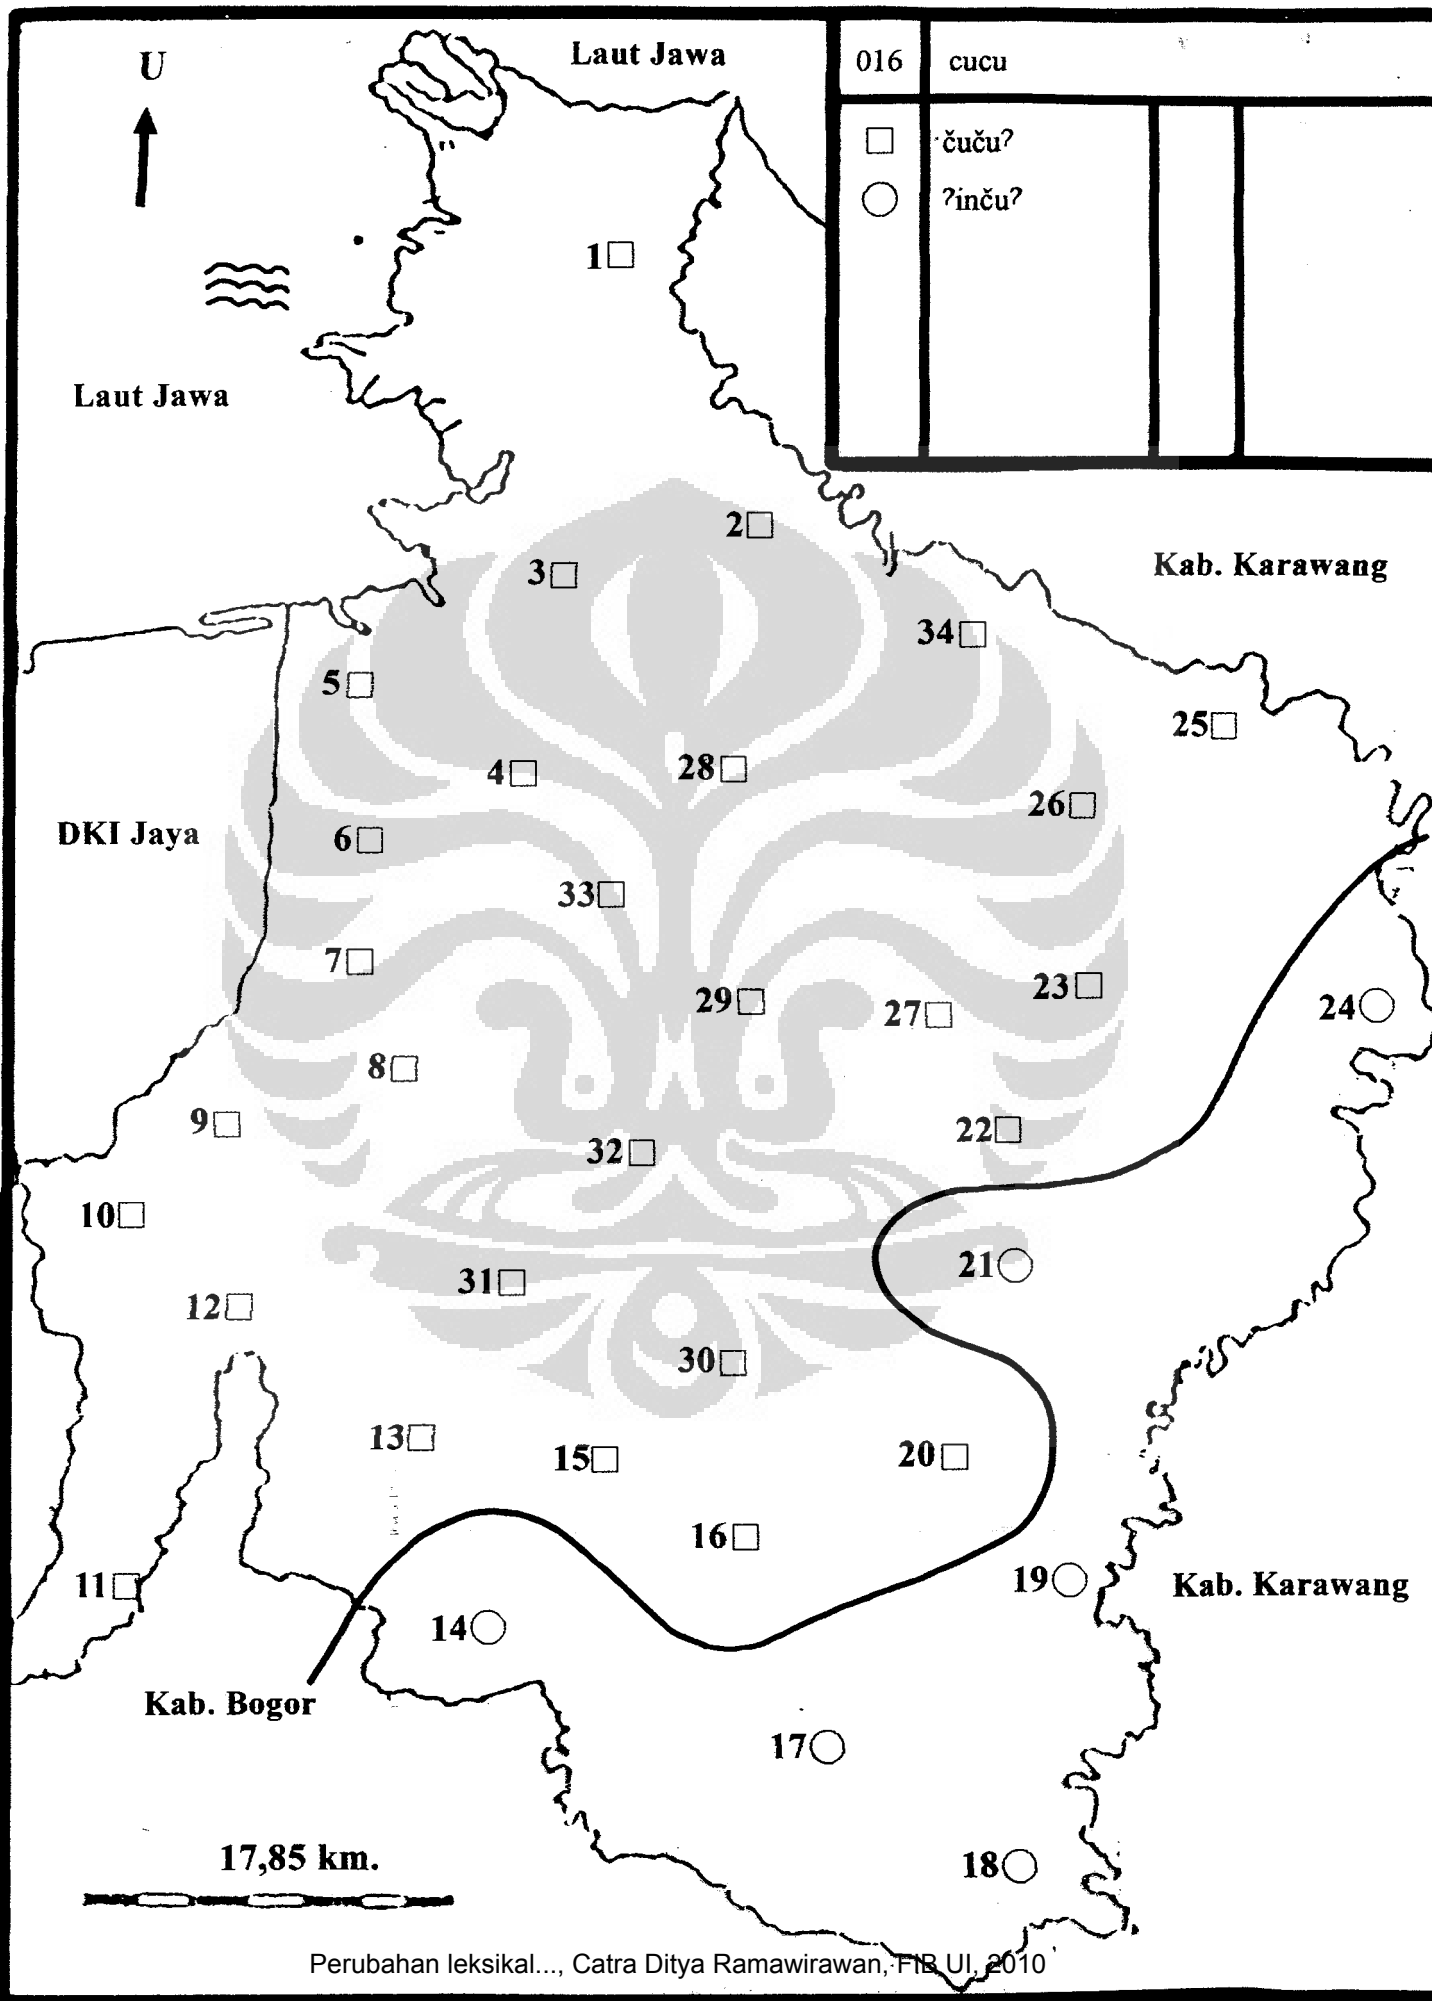 U
Laut Jawa
016 cucu
čuču?
?inču?
1
Laut Jawa
2
3
Kab. Karawang
34
5
25
4
28
26
DKI Jaya
6
33
7
23
29
27
24
8
9
22
32
10
21
31
12
30
13
15
20
16
11
19
Kab. Karawang
14
Kab. Bogor
17
17,85 km.
18
Perubahan leksikal..., Catra Ditya Ramawirawan, FIB UI, 2010